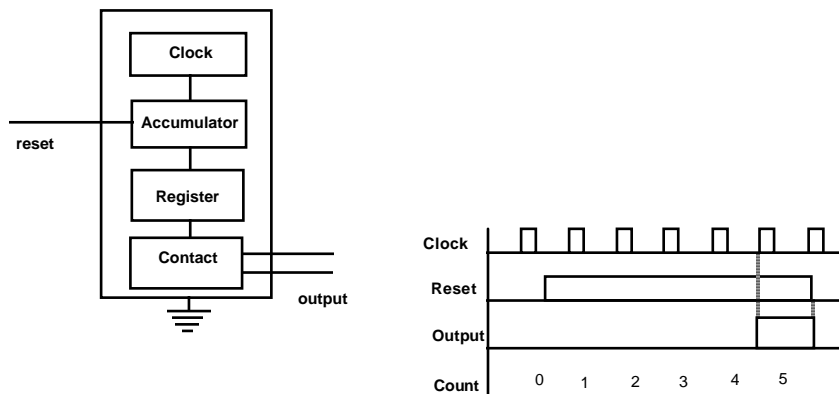 Clock
Accumulator
reset
Register
Contact
output
Clock
Reset
Output
Count 0 1 2 3 4 5